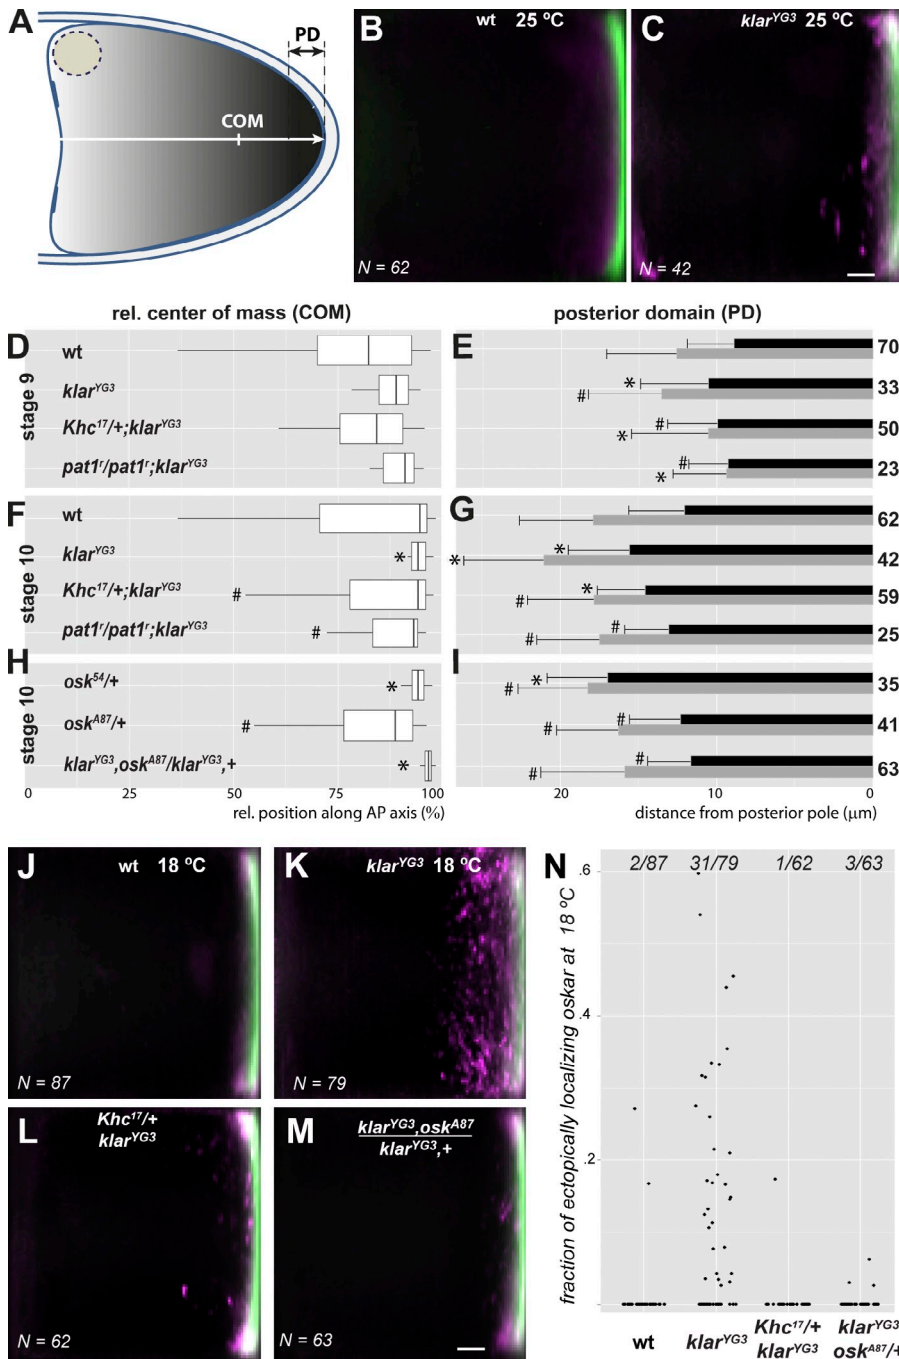 A
PD
COM
B
wt 25 ºC
N = 62
C
klarYG3 25 ºC
N = 42
rel. center of mass (COM)
posterior domain (PD)
stage 9
D
wt
klarYG3
Khc17/+;klarYG3
pat1r/pat1r;klarYG3
E
70
*
33
#
#
50
*
#
23
*
stage 10
F
wt
klarYG3
*
Khc17/+;klarYG3
#
pat1r/pat1r;klarYG3
#
G
62
*
42
*
*
59
#
#
25
#
stage 10
H
osk54/+
*
oskA87/+
#
klarYG3,oskA87/klarYG3,+
*
I
*
35
#
#
41
#
#
63
#
0 25 50 75 100
rel. position along AP axis (%)
20 10 0
distance from posterior pole (µm)
J
wt 18 ºC
N = 87
K
klarYG3 18 ºC
N = 79
L
Khc17/+
klarYG3
N = 62
M
klarYG3,oskA87
klarYG3,+
N = 63
N
2/87 31/79 1/62 3/63
fraction of ectopically localizing oskar at 18 ºC
.6
.4
.2
wt
klarYG3
Khc17/+
klarYG3
klarYG3
oskA87/+